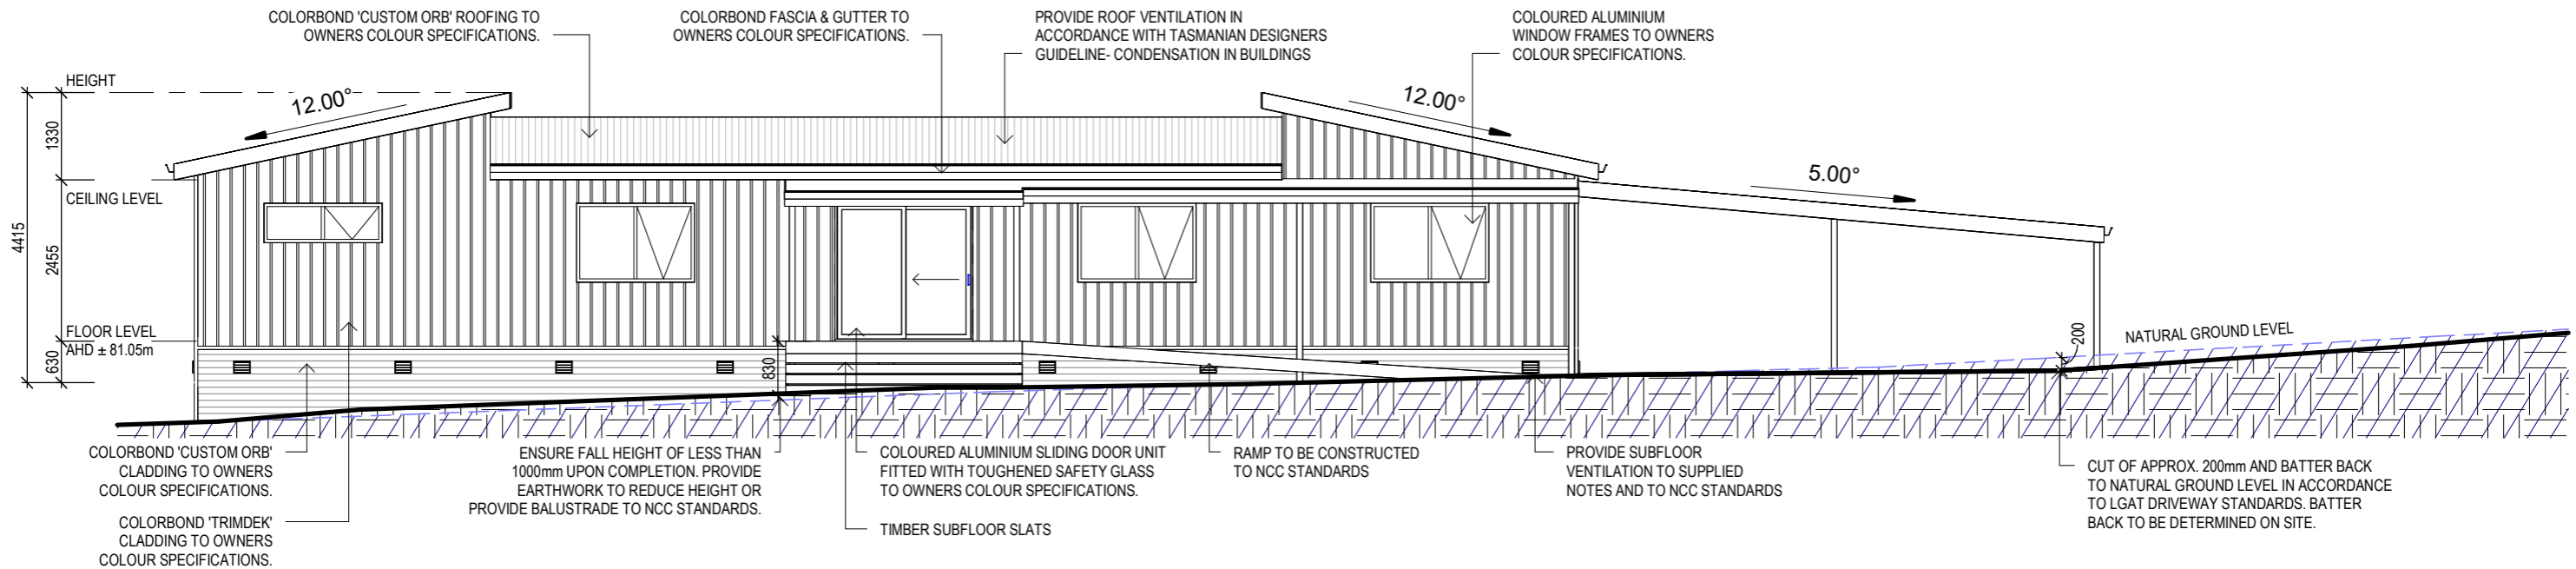 COLORBOND 'CUSTOM ORB' ROOFING TO
OWNERS COLOUR SPECIFICATIONS.
COLORBOND FASCIA & GUTTER TO
OWNERS COLOUR SPECIFICATIONS.
PROVIDE ROOF VENTILATION IN
ACCORDANCE WITH TASMANIAN DESIGNERS
GUIDELINE- CONDENSATION IN BUILDINGS
COLOURED ALUMINIUM
WINDOW FRAMES TO OWNERS
COLOUR SPECIFICATIONS.
HEIGHT
12.00°
12.00°
5.00°
1330
CEILING LEVEL
4415
2455
FLOOR LEVEL
AHD ± 81.05m
630
830
200
NATURAL GROUND LEVEL
COLORBOND 'CUSTOM ORB'
CLADDING TO OWNERS
COLOUR SPECIFICATIONS.
COLORBOND 'TRIMDEK'
CLADDING TO OWNERS
COLOUR SPECIFICATIONS.
ENSURE FALL HEIGHT OF LESS THAN
1000mm UPON COMPLETION. PROVIDE
EARTHWORK TO REDUCE HEIGHT OR
PROVIDE BALUSTRADE TO NCC STANDARDS.
COLOURED ALUMINIUM SLIDING DOOR UNIT
FITTED WITH TOUGHENED SAFETY GLASS
TO OWNERS COLOUR SPECIFICATIONS.
TIMBER SUBFLOOR SLATS
RAMP TO BE CONSTRUCTED
TO NCC STANDARDS
PROVIDE SUBFLOOR
VENTILATION TO SUPPLIED
NOTES AND TO NCC STANDARDS
CUT OF APPROX. 200mm AND BATTER BACK
TO NATURAL GROUND LEVEL IN ACCORDANCE
TO LGAT DRIVEWAY STANDARDS. BATTER
BACK TO BE DETERMINED ON SITE.